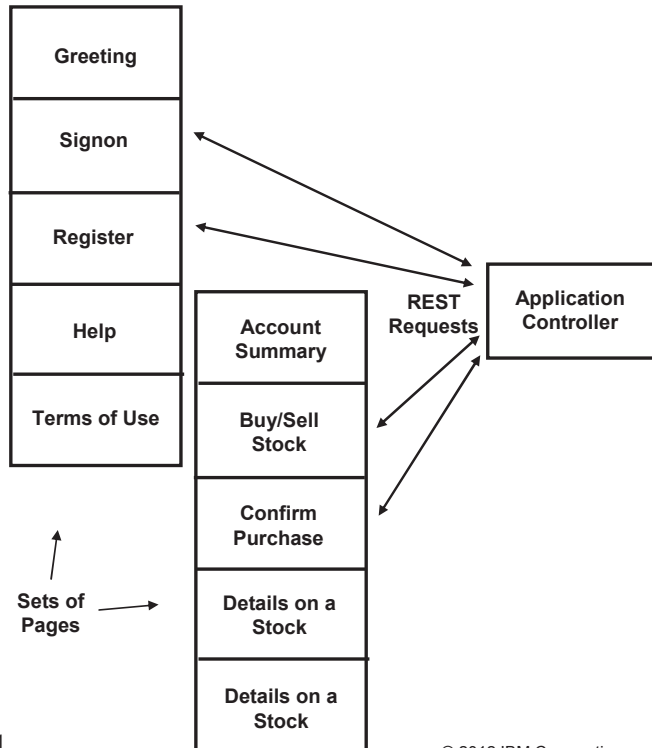 Greeting
Signon
Register
Help
Terms of Use
Account
Summary
Buy/Sell
Stock
Confirm
Purchase
Details on a
Stock
Details on a
Stock
REST
Requests
Application
Controller
Sets of
Pages